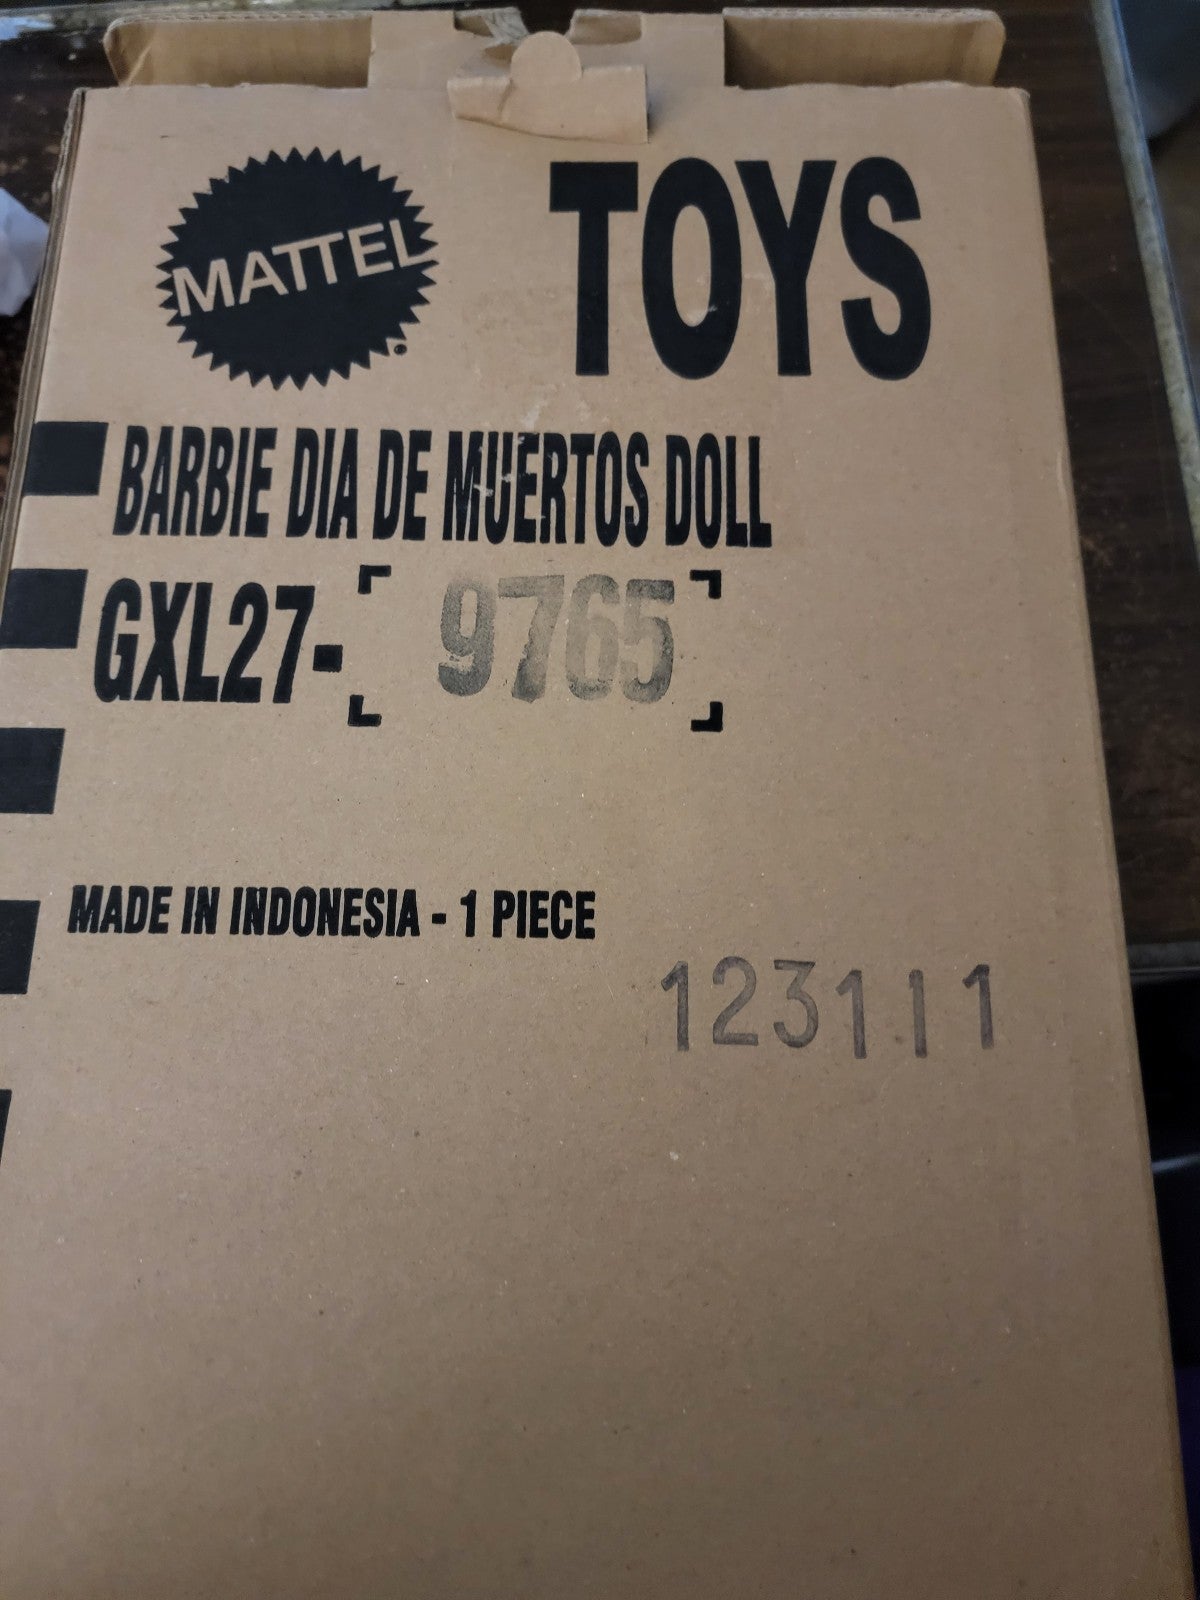 MATTEL
TOYS
BARBIE DIA DE MUERTOS DOLL
GXL27- 9765
MADE IN INDONESIA - 1 PIECE
123111